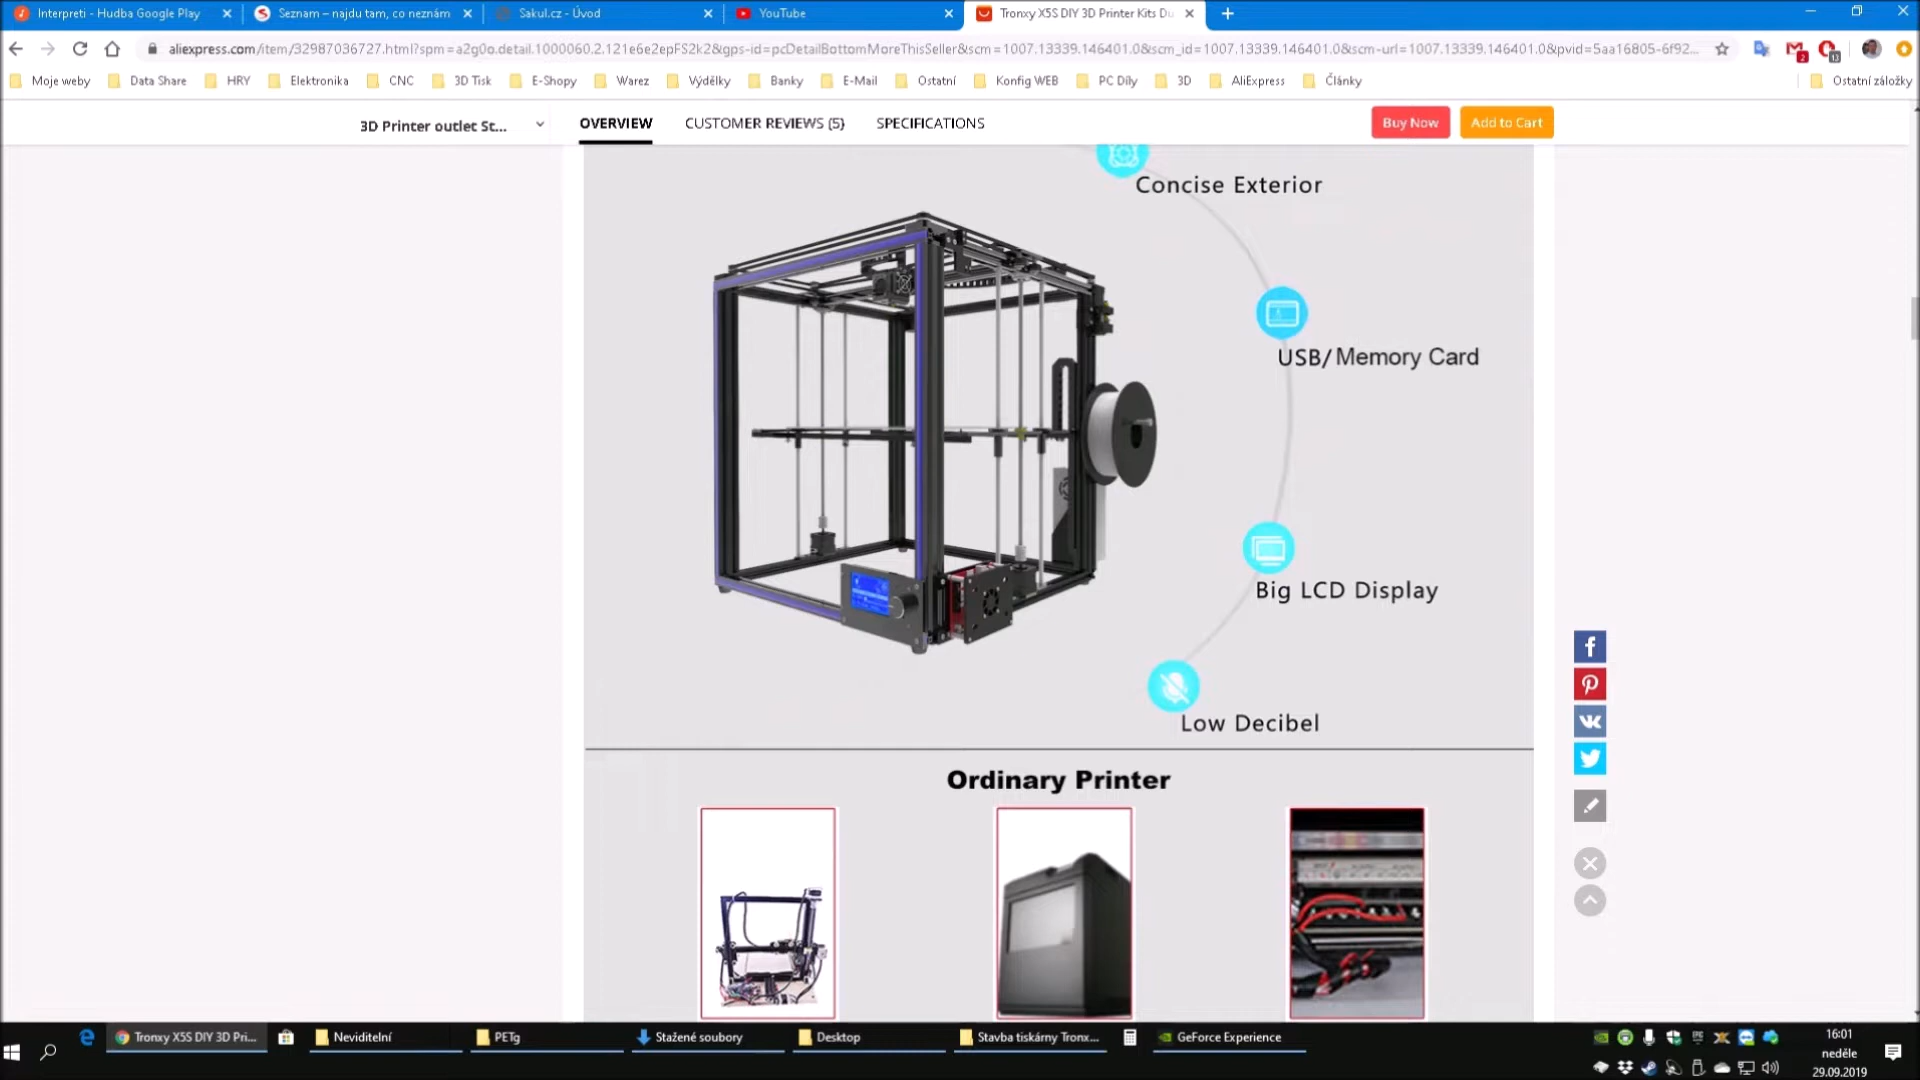 Interpreti - Hudba Google Play
Seznam – najdu tam, co neznám
Sakul.cz - Úvod
YouTube
Tronxy X5S DIY 3D Printer Kits Du
aliexpress.com/item/32987036727.html?spm=a2g0o.detail.1000060.2.121e6e2epFS2k2&gps-id=pcDetailBottomMoreThisSeller&scm=1007.13339.146401.0&scm_id=1007.13339.146401.0&scm-url=1007.13339.146401.0&pvid=5aa16805-6f92...
Moje weby
Data Share
HRY
Elektronika
CNC
3D Tisk
E-Shopy
Warez
Výdělky
Banky
E-Mail
Ostatní
Konfig WEB
PC Díly
3D
AliExpress
Články
Ostatní záložky
3D Printer outlet St...
OVERVIEW
CUSTOMER REVIEWS (5)
SPECIFICATIONS
Buy Now
Add to Cart
Concise Exterior
USB/Memory Card
Big LCD Display
Low Decibel
Ordinary Printer
Tronxy X5S DIY 3D Pri...
Neviditelní
PETg
Stažené soubory
Desktop
Stavba tiskárny Tronx...
GeForce Experience
16:01
neděle
29.09.2019